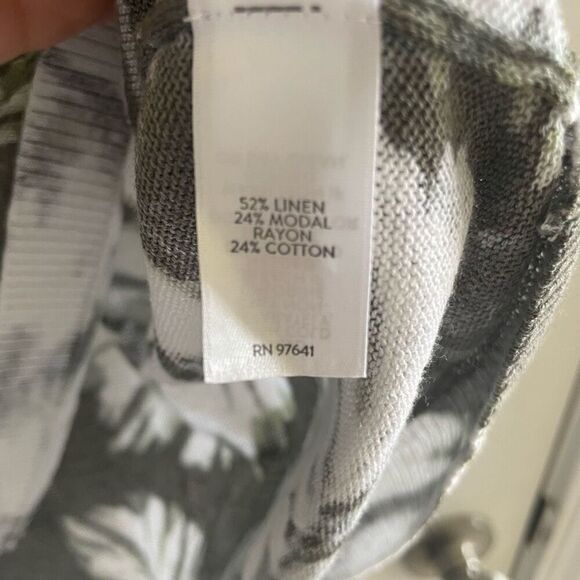 52% LINEN
24% MODAL
RAYON
24% COTTON
RN 97641